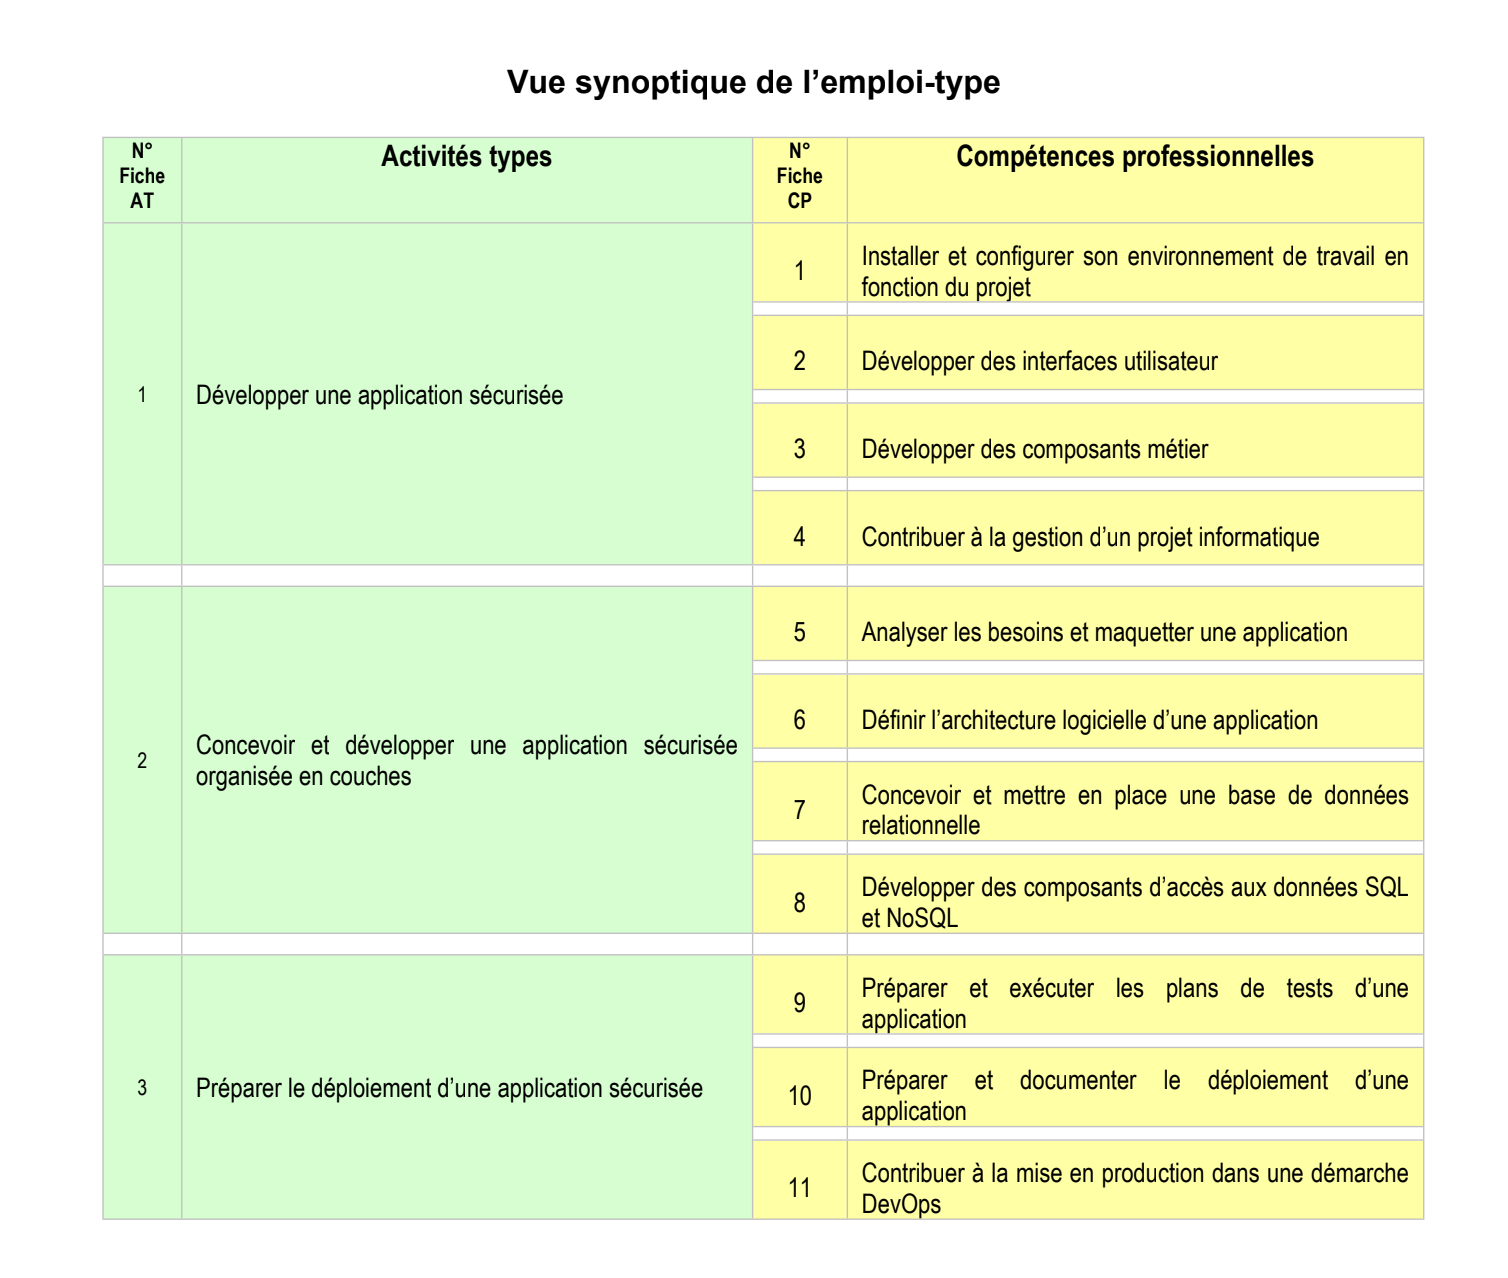 Vue synoptique de l’emploi-type
N°
Fiche
AT
Activités types
N°
Fiche
CP
Compétences professionnelles
1
Développer une application sécurisée
1
Installer et configurer son environnement de travail en
fonction du projet
2
Développer des interfaces utilisateur
3
Développer des composants métier
4
Contribuer à la gestion d’un projet informatique
2
Concevoir et développer une application sécurisée
organisée en couches
5
Analyser les besoins et maquetter une application
6
Définir l’architecture logicielle d’une application
7
Concevoir et mettre en place une base de données
relationnelle
8
Développer des composants d’accès aux données SQL
et NoSQL
3
Préparer le déploiement d’une application sécurisée
9
Préparer et exécuter les plans de tests d’une
application
10
Préparer et documenter le déploiement d’une
application
11
Contribuer à la mise en production dans une démarche
DevOps